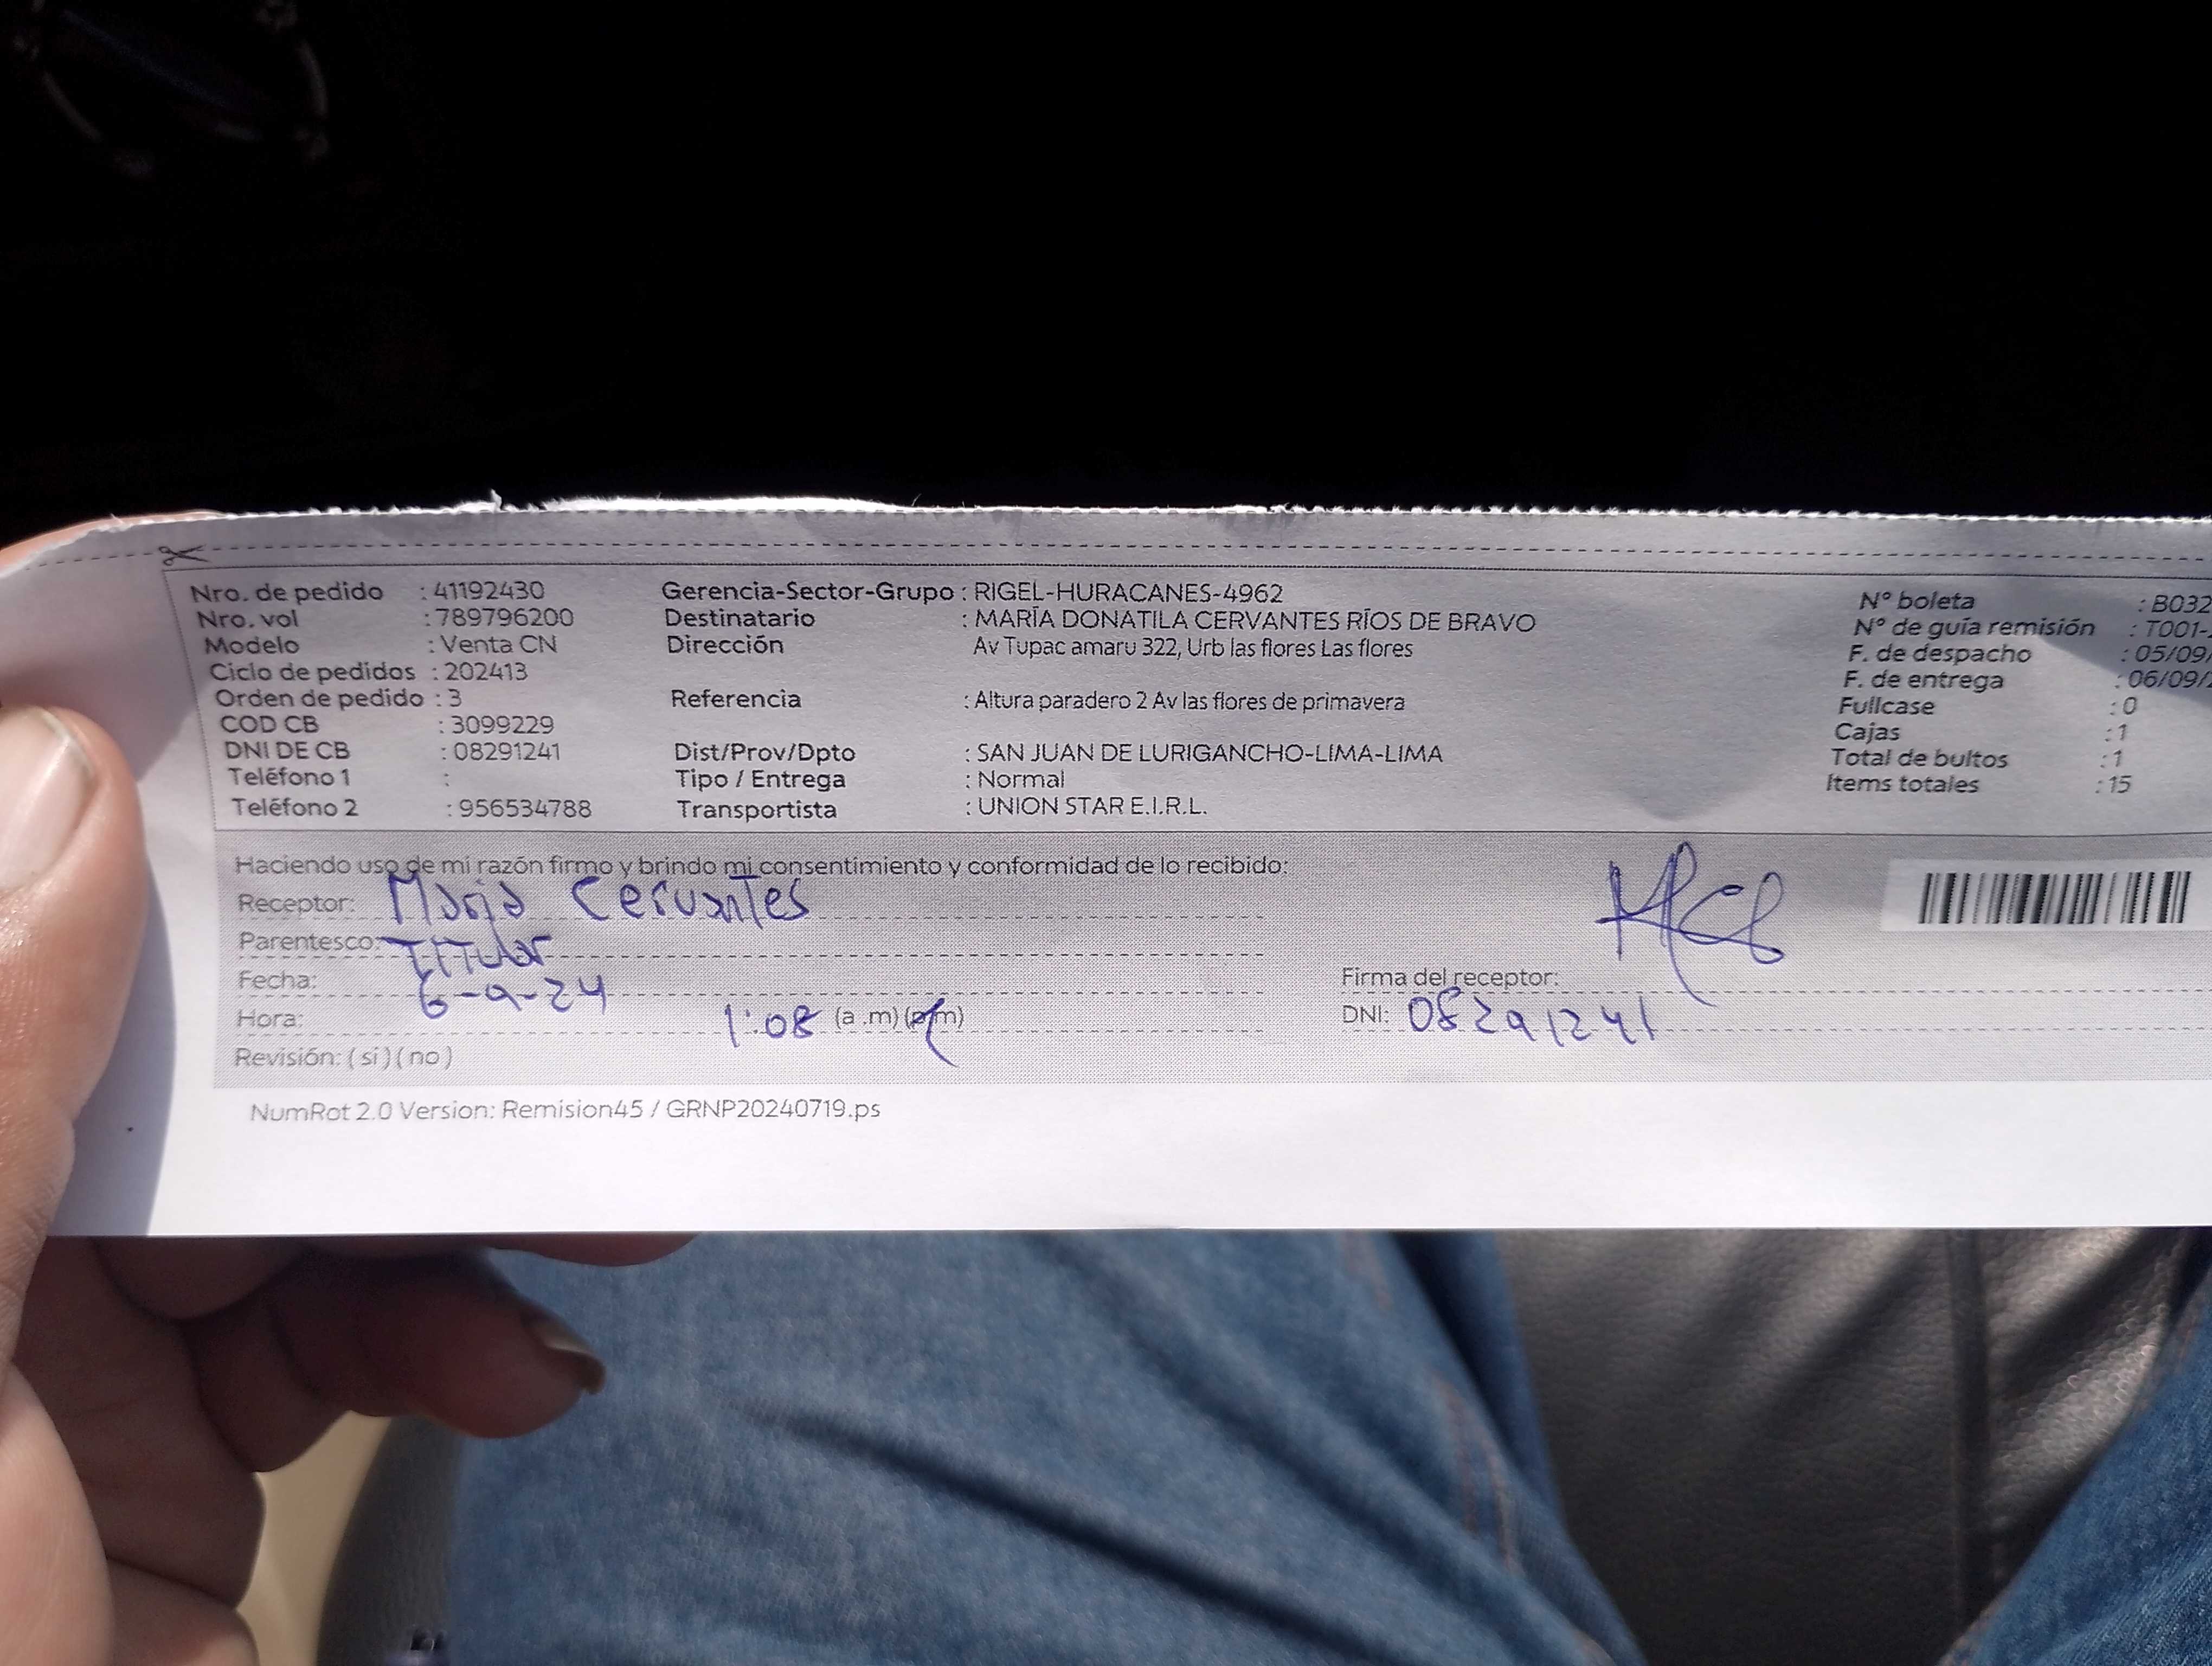 Nro. de pedido : 41192430 Gerencia-Sector-Grupo : RIGEL-HURACANES-4962 N° boleta : B032
Nro. vol : 789796200 Destinatario : MARÍA DONATILA CERVANTES RÍOS DE BRAVO N° de guía remisión : T001-
Modelo : Venta CN Dirección Av Tupac amaru 322, Urb las flores Las flores F. de despacho : 05/09/
Ciclo de pedidos : 202413 F. de entrega : 06/09/
Orden de pedido : 3 Referencia : Altura paradero 2 Av las flores de primavera Fullcase : 0
COD CB : 3099229 Cajas : 1
DNI DE CB : 08291241 Dist/Prov/Dpto : SAN JUAN DE LURIGANCHO-LIMA-LIMA Total de bultos : 1
Teléfono 1 : Tipo / Entrega : Normal Items totales : 15
Teléfono 2 : 956534788 Transportista : UNION STAR E.I.R.L.
Haciendo uso de mi razón firmo y brindo mi consentimiento y conformidad de lo recibido:
Receptor: Maria Cervantes
Parentesco: Titular
Fecha: 6-9-24 Firma del receptor:
Hora: 1:08 (a .m) (p.m) DNI: 08291241
Revisión: ( si ) ( no )
NumRot 2.0 Version: Remision45 / GRNP20240719.ps